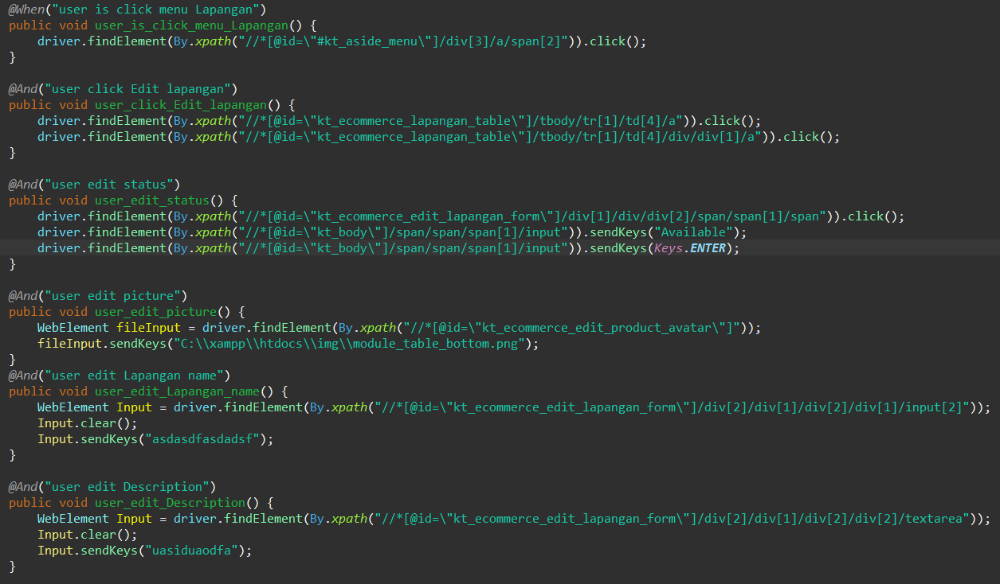 @When("user is click menu Lapangan")
public void user_is_click_menu_Lapangan() {
    driver.findElement(By.xpath("//*[@id=\"#kt_aside_menu\"]/div[3]/a/span[2]")).click();
}

@And("user click Edit lapangan")
public void user_click_Edit_lapangan() {
    driver.findElement(By.xpath("//*[@id=\"kt_ecommerce_lapangan_table\"]/tbody/tr[1]/td[4]/a")).click();
    driver.findElement(By.xpath("//*[@id=\"kt_ecommerce_lapangan_table\"]/tbody/tr[1]/td[4]/div/div[1]/a")).click();
}

@And("user edit status")
public void user_edit_status() {
    driver.findElement(By.xpath("//*[@id=\"kt_ecommerce_edit_lapangan_form\"]/div[1]/div/div[2]/span/span[1]/span")).click();
    driver.findElement(By.xpath("//*[@id=\"kt_body\"]/span/span/span[1]/input")).sendKeys("Available");
    driver.findElement(By.xpath("//*[@id=\"kt_body\"]/span/span/span[1]/input")).sendKeys(Keys.ENTER);
}

@And("user edit picture")
public void user_edit_picture() {
    WebElement fileInput = driver.findElement(By.xpath("//*[@id=\"kt_ecommerce_edit_product_avatar\"]"));
    fileInput.sendKeys("C:\\xampp\\htdocs\\img\\module_table_bottom.png");
}
@And("user edit Lapangan name")
public void user_edit_Lapangan_name() {
    WebElement Input = driver.findElement(By.xpath("//*[@id=\"kt_ecommerce_edit_lapangan_form\"]/div[2]/div[1]/div[2]/div[1]/input[2]"));
    Input.clear();
    Input.sendKeys("asdasdfasdadsf");
}

@And("user edit Description")
public void user_edit_Description() {
    WebElement Input = driver.findElement(By.xpath("//*[@id=\"kt_ecommerce_edit_lapangan_form\"]/div[2]/div[1]/div[2]/div[2]/textarea"));
    Input.clear();
    Input.sendKeys("uasiduaodfa");
}